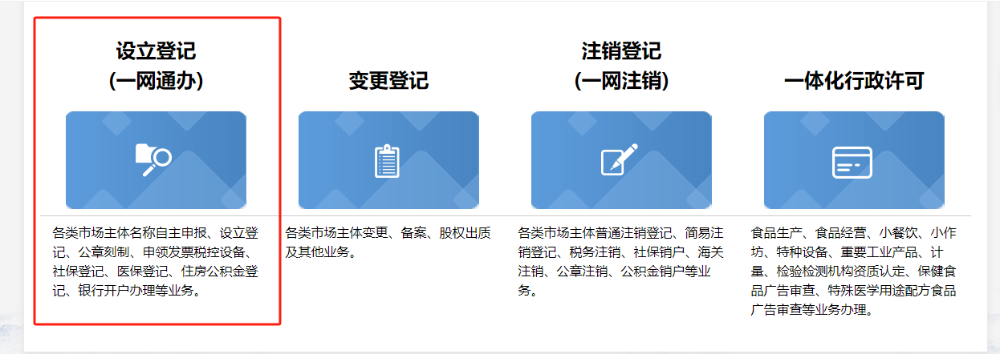 设立登记
(一网通办)
变更登记
注销登记
(一网注销)
一体化行政许可
各类市场主体名称自主申报、设立登
记、公章刻制、申领发票税控设备、
社保登记、医保登记、住房公积金登
记、银行开户办理等业务。
各类市场主体变更、备案、股权出质
及其他业务。
各类市场主体普通注销登记、简易注
销登记、税务注销、社保销户、海关
注销、公章注销、公积金销户等业
务。
食品生产、食品经营、小餐饮、小作
坊、特种设备、重要工业产品、计
量、检验检测机构资质认定、保健食
品广告审查、特殊医学用途配方食品
广告审查等业务办理。